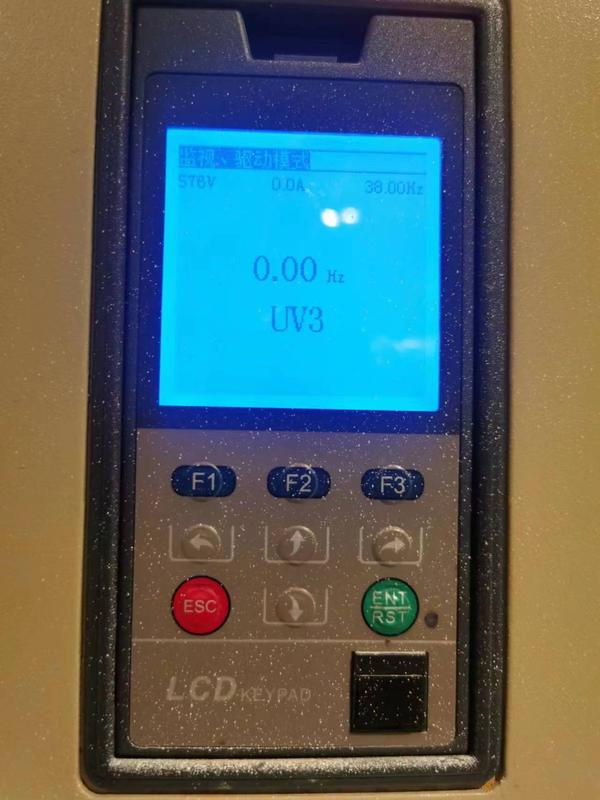 监视、驱动模式
576V 0.0A 38.00Hz
0.00 Hz
UV3
F1 F2 F3
ESC ENT
RST
LCD KEYPAD